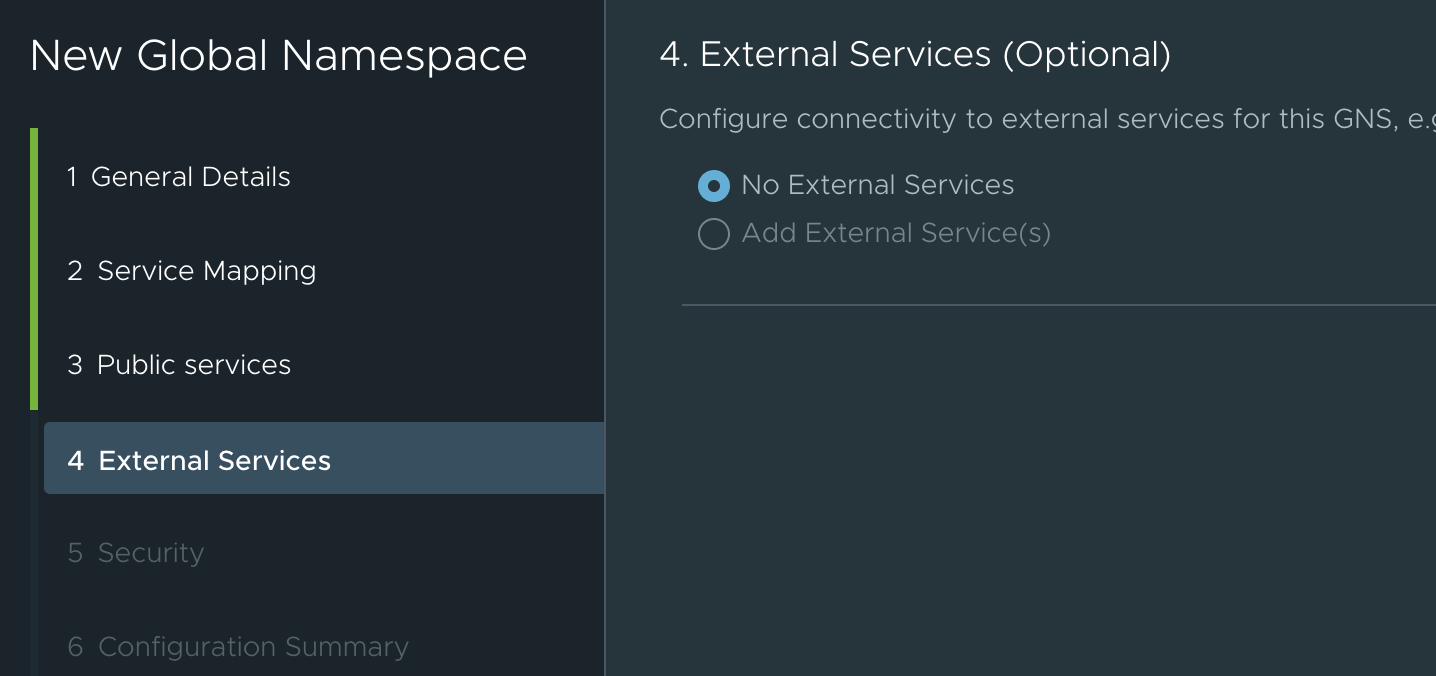 New Global Namespace
1 General Details
2 Service Mapping
3 Public services
4 External Services
5 Security
6 Configuration Summary
4. External Services (Optional)
Configure connectivity to external services for this GNS,
No External Services
Add External Service(s)